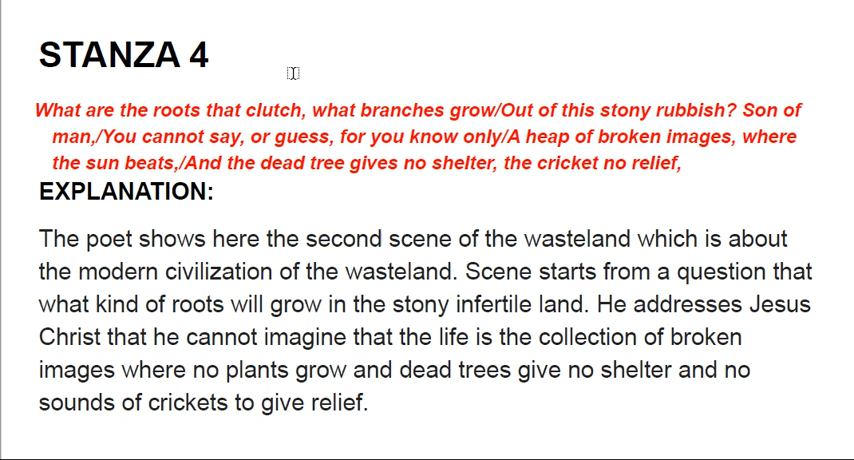 STANZA 4
What are the roots that clutch, what branches grow/Out of this stony rubbish? Son of
man,/You cannot say, or guess, for you know only/A heap of broken images, where
the sun beats,/And the dead tree gives no shelter, the cricket no relief,
EXPLANATION:
The poet shows here the second scene of the wasteland which is about
the modern civilization of the wasteland. Scene starts from a question that
what kind of roots will grow in the stony infertile land. He addresses Jesus
Christ that he cannot imagine that the life is the collection of broken
images where no plants grow and dead trees give no shelter and no
sounds of crickets to give relief.